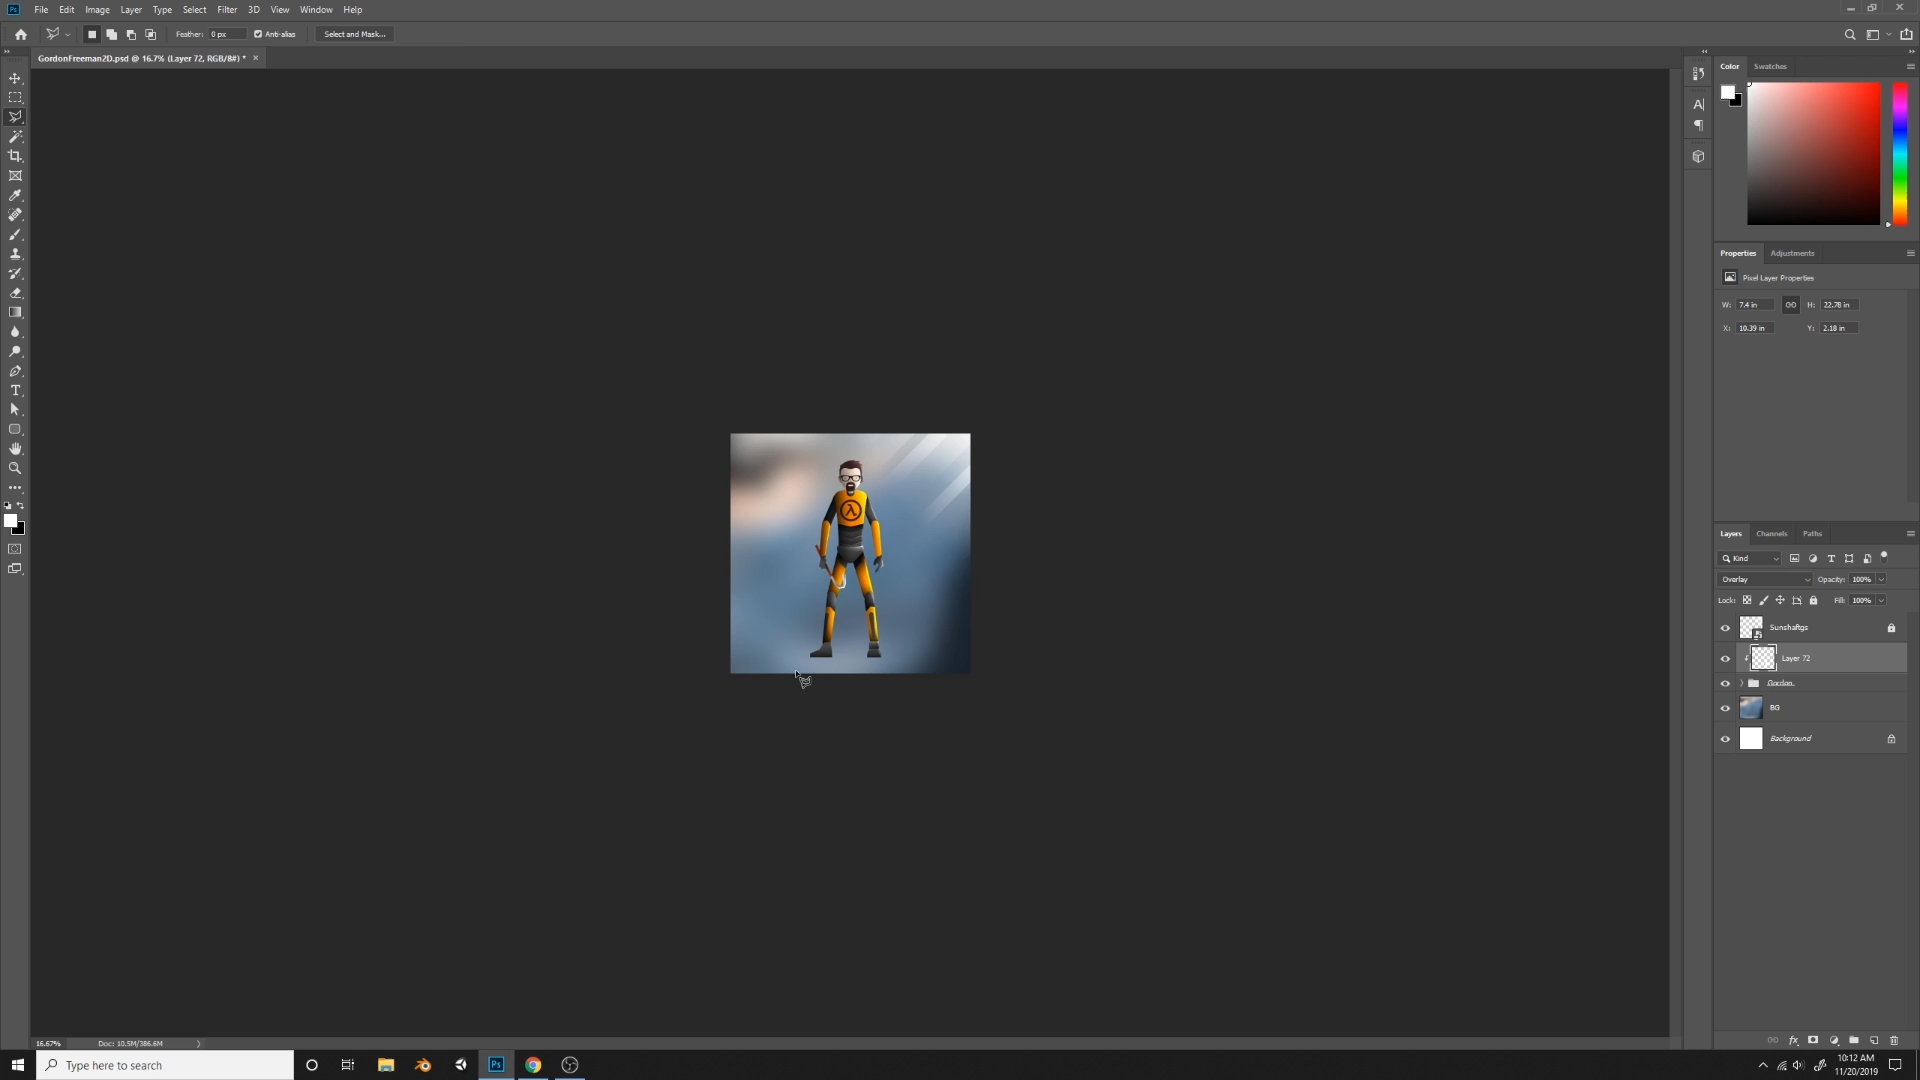 Ps File Edit Image Layer Type Select Filter 3D View Window Help
Feather: 0 px Anti-alias Select and Mask...
GordonFreeman2D.psd @ 16.7% (Layer 72, RGB/8#) *
Color Swatches
Properties Adjustments
Pixel Layer Properties
W: 7.4 in H: 22.78 in
X: 10.39 in Y: 2.18 in
λ
Layers Channels Paths
Kind
Overlay Opacity: 100%
Lock: Fill: 100%
Sunshaftgs
Layer 72
Gordon.
BG
Background
fx
16.67% Doc: 10.5M/386.6M
Type here to search
Ps
10:12 AM
11/20/2019